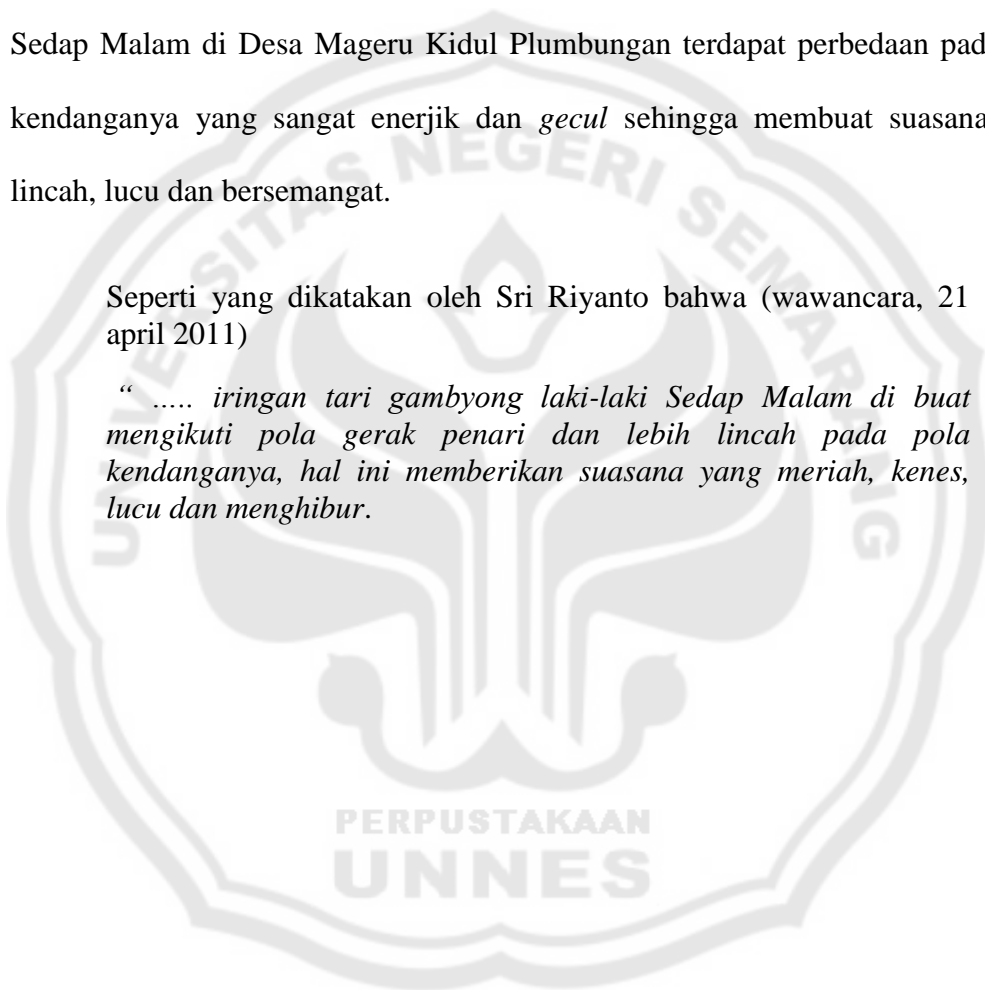 Sedap Malam di Desa Mageru Kidul Plumbungan terdapat perbedaan pad
kendanganya yang sangat enerjik dan gecul sehingga membuat suasana
lincah, lucu dan bersemangat.
Seperti yang dikatakan oleh Sri Riyanto bahwa (wawancara, 21
april 2011)
“ ..... iringan tari gambyong laki-laki Sedap Malam di buat
mengikuti pola gerak penari dan lebih lincah pada pola
kendanganya, hal ini memberikan suasana yang meriah, kenes,
lucu dan menghibur.
UNIVERSITAS NEGERI SEMARANG
PERPUSTAKAAN
UNNES